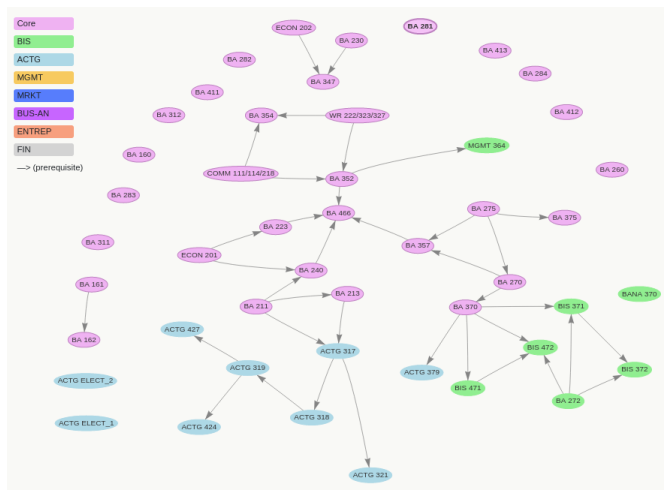 Core
BIS
ACTG
MGMT
MRKT
BUS-AN
ENTREP
FIN
—> (prerequisite)
ECON 202
BA 281
BA 230
BA 413
BA 282
BA 284
BA 347
BA 411
BA 412
BA 312
BA 354
WR 222/323/327
MGMT 364
BA 160
BA 260
COMM 111/114/218
BA 352
BA 283
BA 275
BA 466
BA 375
BA 223
BA 311
BA 357
ECON 201
BA 240
BA 270
BA 161
BA 213
BANA 370
BA 211
BA 370
BIS 371
ACTG 427
BA 162
BIS 472
ACTG 317
ACTG 319
BIS 372
ACTG 379
ACTG ELECT_2
BIS 471
BA 272
ACTG 318
ACTG ELECT_1
ACTG 424
ACTG 321